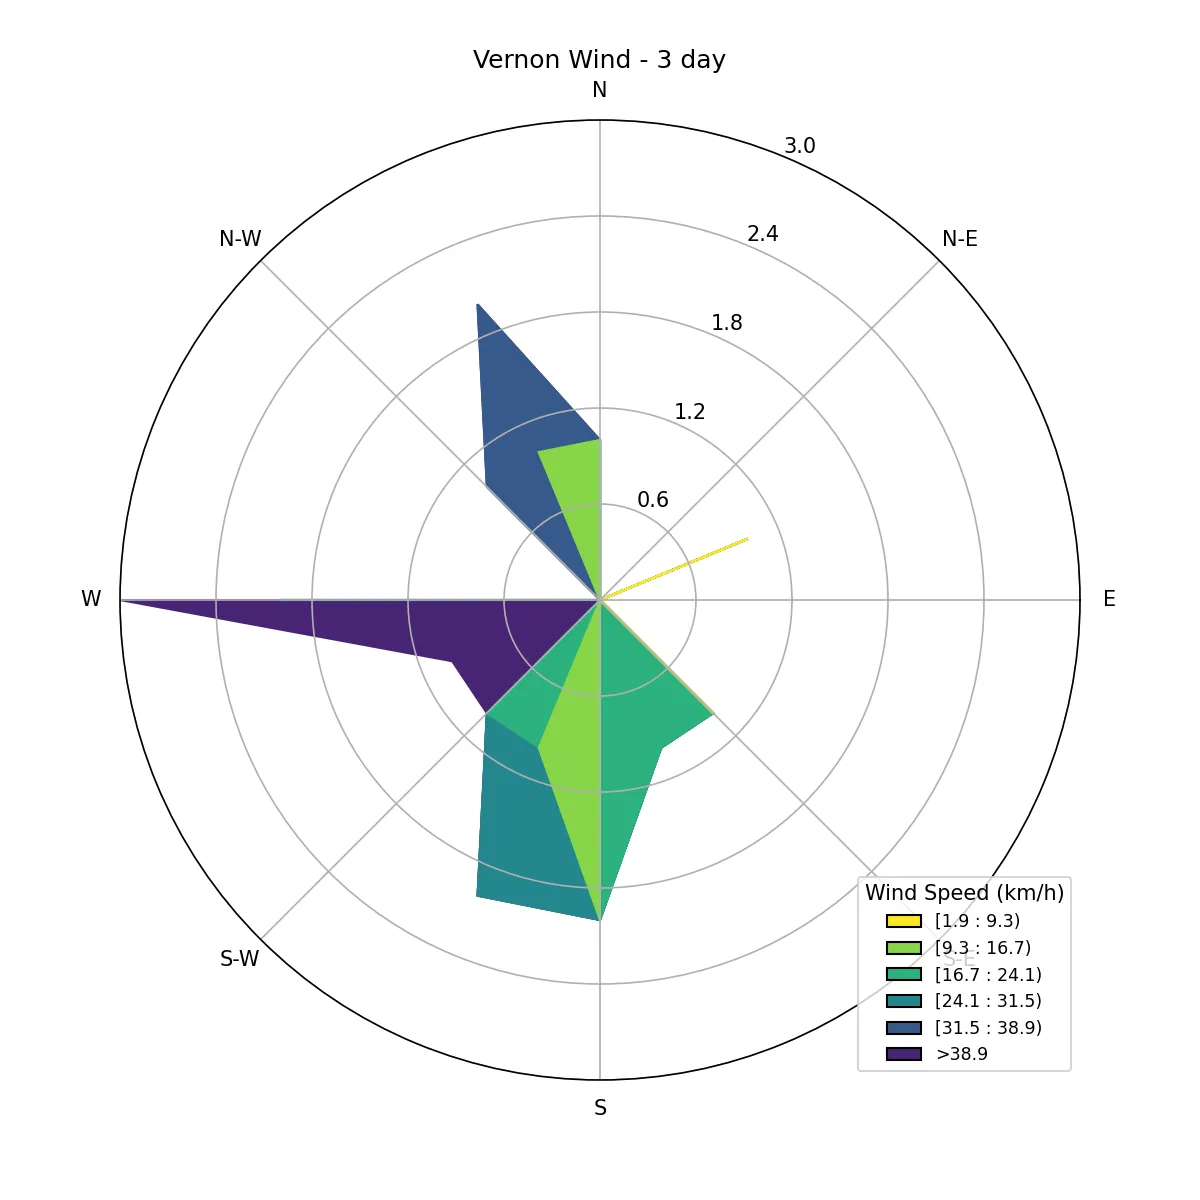 Vernon Wind - 3 day
N
3.0
N-W
2.4
N-E
1.8
1.2
0.6
W
E
Wind Speed (km/h)
[1.9 : 9.3)
[9.3 : 16.7)
S-W
S-E
[16.7 : 24.1)
[24.1 : 31.5)
[31.5 : 38.9)
>38.9
S